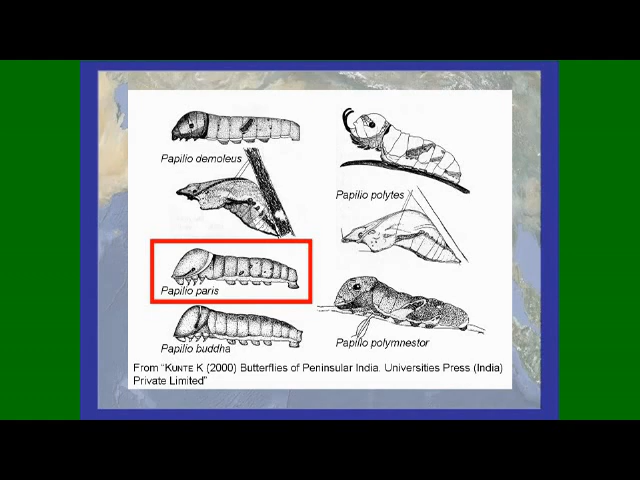 Papilio demoleus
Papilio polytes
Papilio paris
Papilio buddha
Papilio polymnestor
From “KUNTE K (2000) Butterflies of Peninsular India. Universities Press (India)
Private Limited”